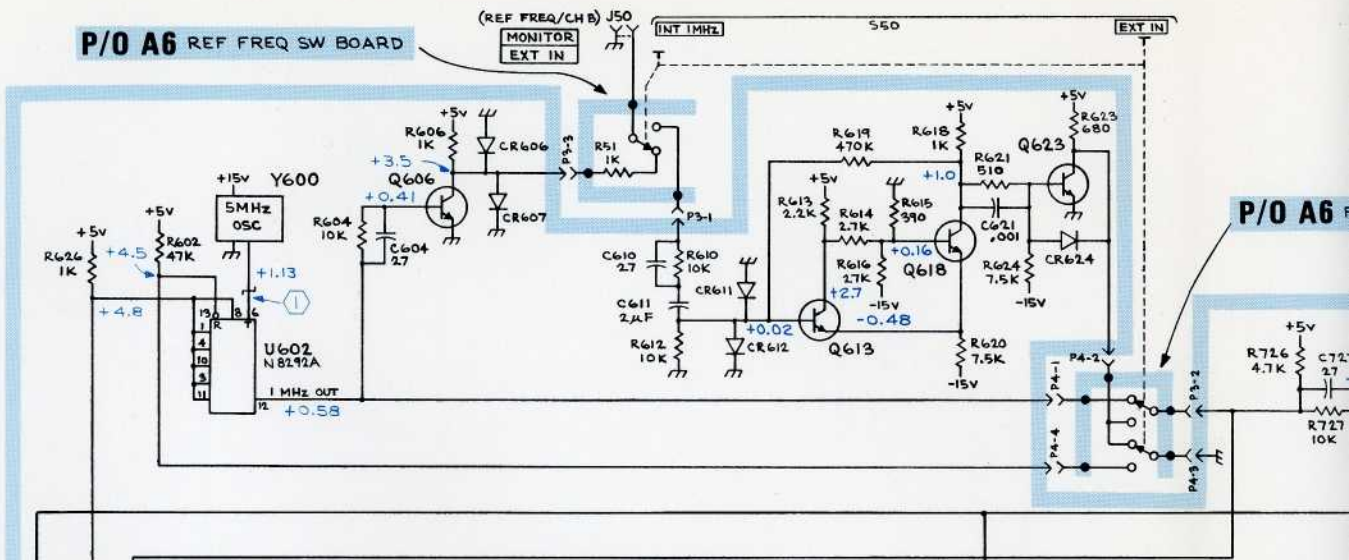 (REF FREQ/CH B) J50
S50
P/O A6 REF FREQ SW BOARD
MONITOR
EXT IN
INT 1MHz
EXT IN
+5V
R606
1K
CR606
P3-3
R51
1K
R619
470K
R618
1K
+5V
+5V
R623
680
+3.5
Q606
+0.41
CR607
+15V
Y600
5MHz
OSC
R604
10K
C604
27
P3-1
+5V
R613
2.2K
R614
2.7K
R615
390
+1.0
R621
510
Q623
C621
.001
P/O A6
+5V
R626
1K
+5V
+4.5
R602
47K
+1.13
1
+4.8
C610
27
R610
10K
CR611
R616
27K
+0.16
Q618
-15V
R624
7.5K
CR624
-15V
C611
2µF
+2.7
-0.48
+0.02
Q613
R612
10K
CR612
R620
7.5K
-15V
13
8
6
R
T
1
4
10
3
11
U602
N8292A
1 MHz OUT
12
+0.58
P4-2
P4-1
P3-2
P4-4
P4-3
+5V
R726
4.7K
C727
27
R727
10K